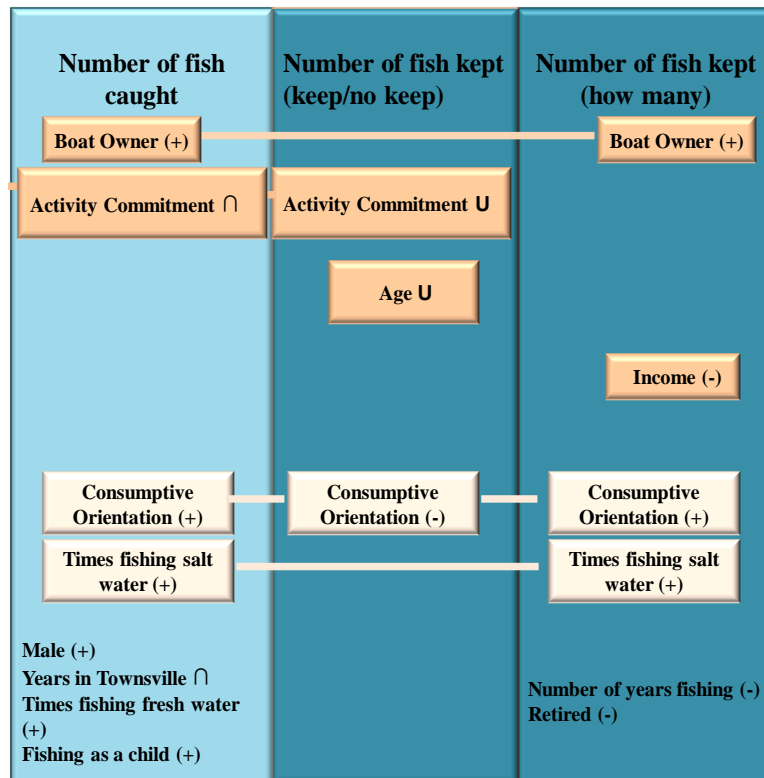 Number of fish
caught
Boat Owner (+)
Activity Commitment ∩
Consumptive
Orientation (+)
Times fishing salt
water (+)
Male (+)
Years in Townsville ∩
Times fishing fresh water
(+)
Fishing as a child (+)
Number of fish kept
(keep/no keep)
Activity Commitment U
Age U
Consumptive
Orientation (-)
Number of fish kept
(how many)
Boat Owner (+)
Income (-)
Consumptive
Orientation (+)
Times fishing salt
water (+)
Number of years fishing (-)
Retired (-)